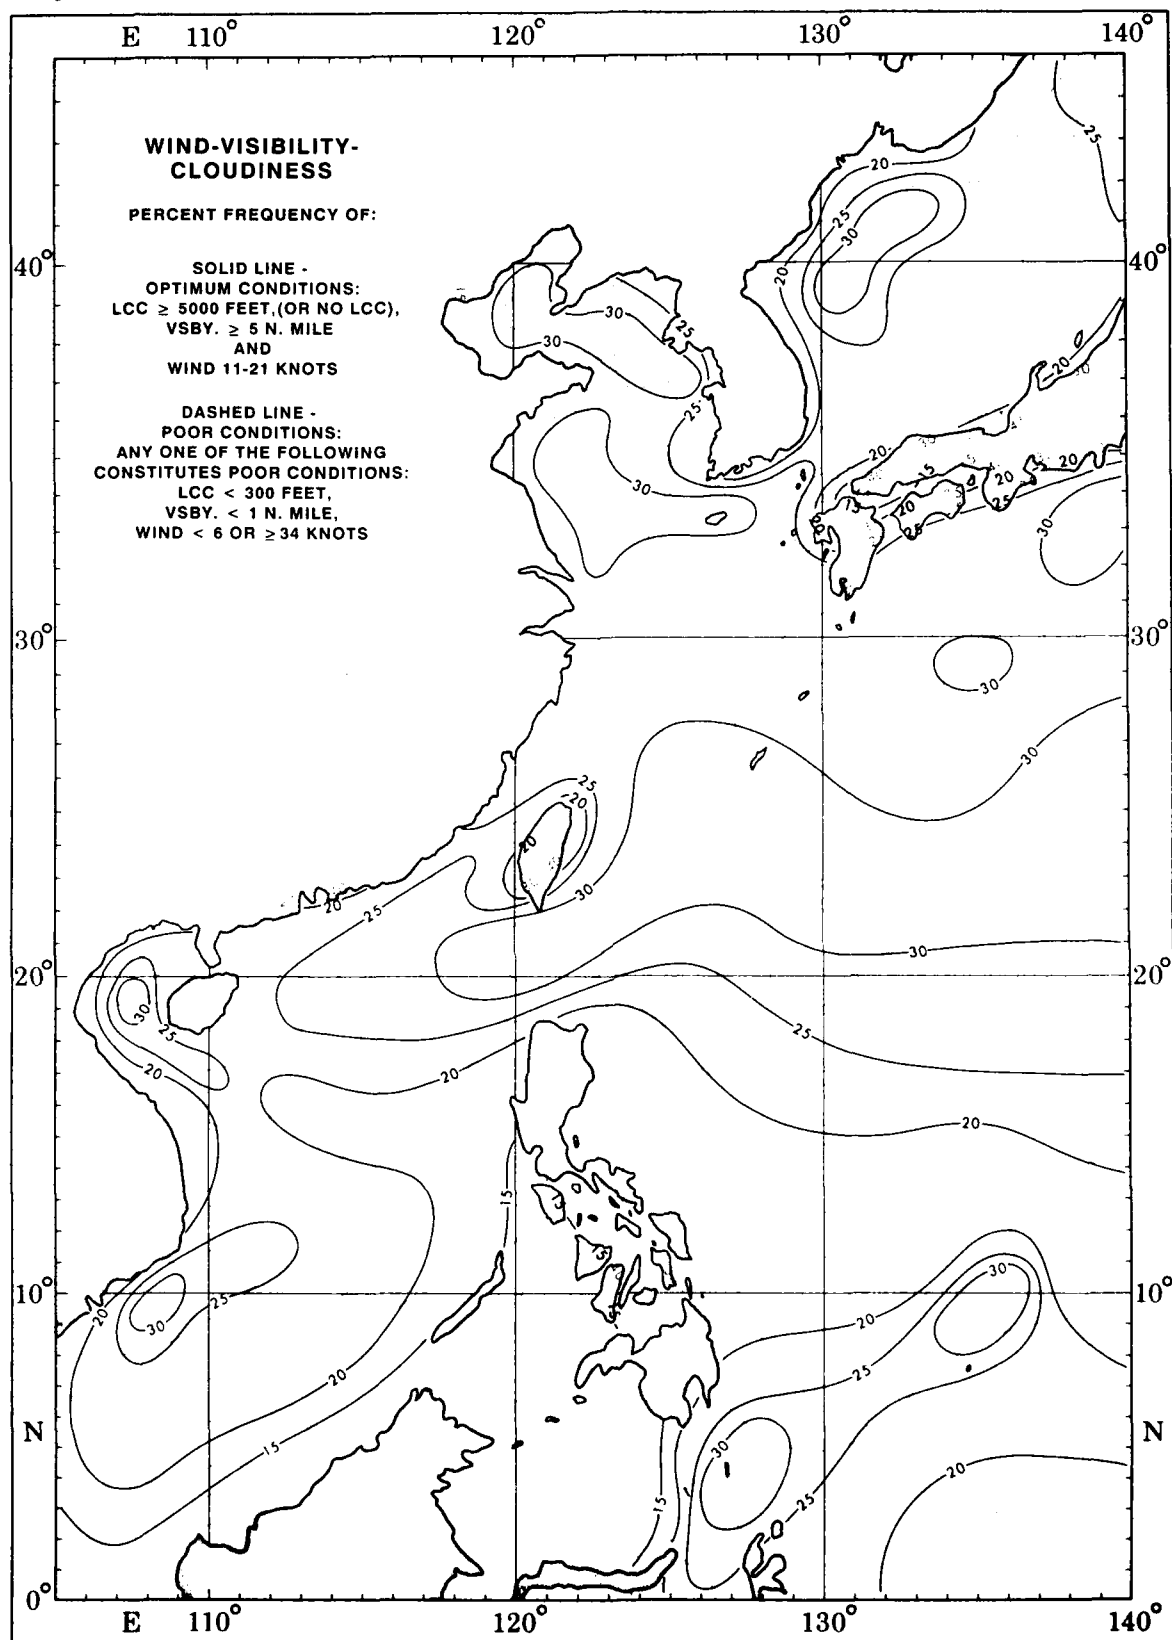 E 110° 120° 130° 140°
WIND-VISIBILITY-
CLOUDINESS
PERCENT FREQUENCY OF:
SOLID LINE -
OPTIMUM CONDITIONS:
LCC ≥ 5000 FEET,(OR NO LCC),
VSBY. ≥ 5 N. MILE
AND
WIND 11-21 KNOTS
DASHED LINE -
POOR CONDITIONS:
ANY ONE OF THE FOLLOWING
CONSTITUTES POOR CONDITIONS:
LCC < 300 FEET,
VSBY. < 1 N. MILE,
WIND < 6 OR ≥34 KNOTS
25
20
25
30
20
40° 40°
30
25
30
20
25
20
30
15
20
20
20
25
25
15
20
30
30° 30°
30
30
25
20
20
30
20
25
30
20° 20°
30
25
25
20
20
20
15
15
15
30
10° 10°
20
25
30
20
25
20
15
30
N N
20
25
15
0° 0°
E 110° 120° 130° 140°